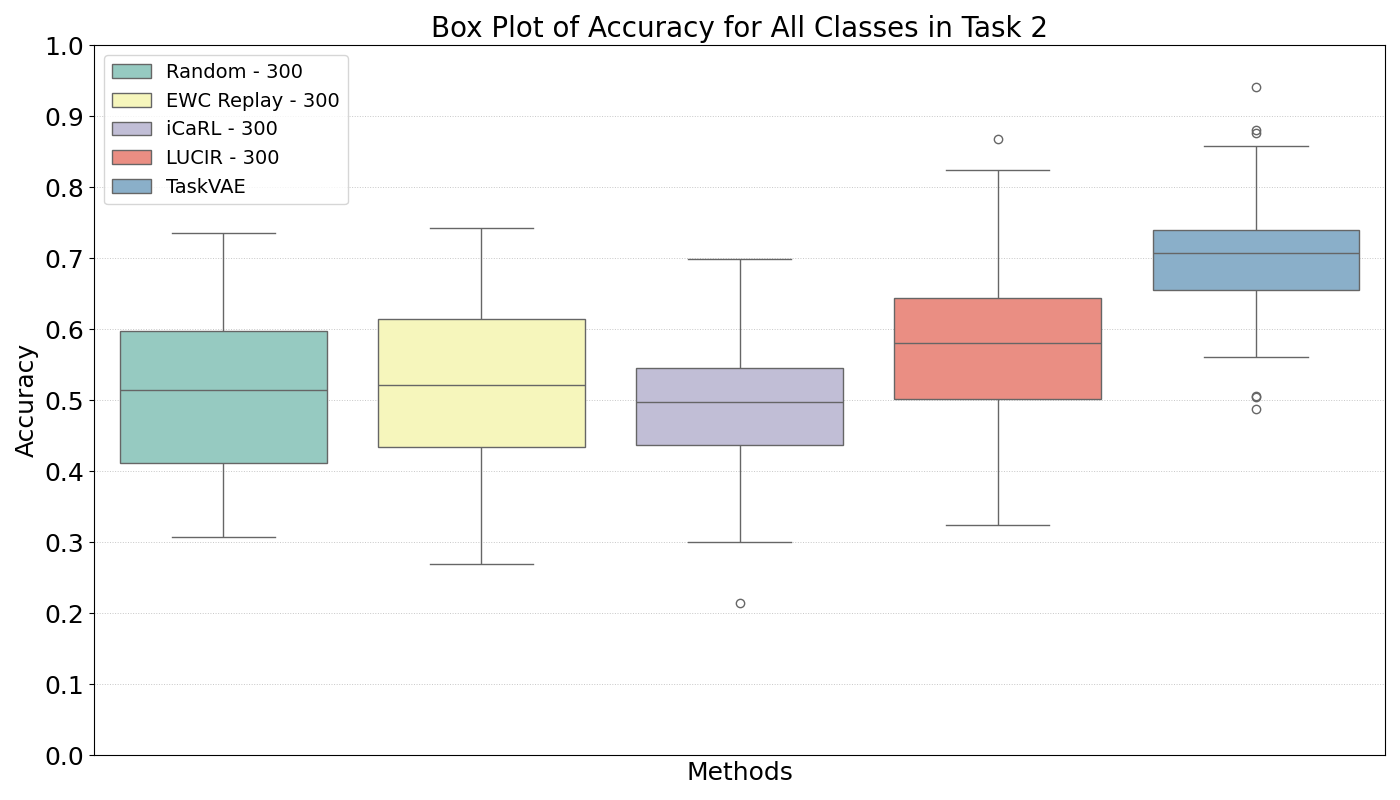 Box Plot of Accuracy for All Classes in Task 2
1.0
0.9
0.8
0.7
0.6
0.5
0.4
0.3
0.2
0.1
0.0
Accuracy
Random - 300
EWC Replay - 300
iCaRL - 300
LUCIR - 300
TaskVAE
Methods